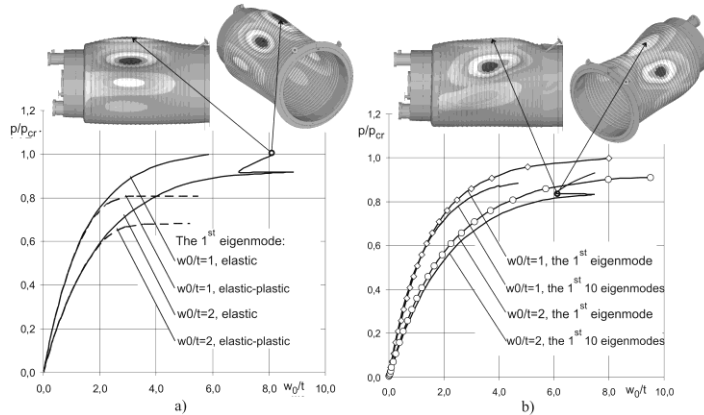 1,2
p/pcr
1,0
0,8
0,6
0,4
0,2
0,0
The 1st eigenmode:
w0/t=1, elastic
w0/t=1, elastic-plastic
w0/t=2, elastic
w0/t=2, elastic-plastic
0,0 2,0 4,0 6,0 8,0 w0/t 10,0
a)
1,2
p/pcr
1,0
0,8
0,6
0,4
0,2
0,0
w0/t=1, the 1st eigenmode
w0/t=1, the 1st 10 eigenmodes
w0/t=2, the 1st eigenmode
w0/t=2, the 1st 10 eigenmodes
0,0 2,0 4,0 6,0 8,0 w0/t 10,0
b)